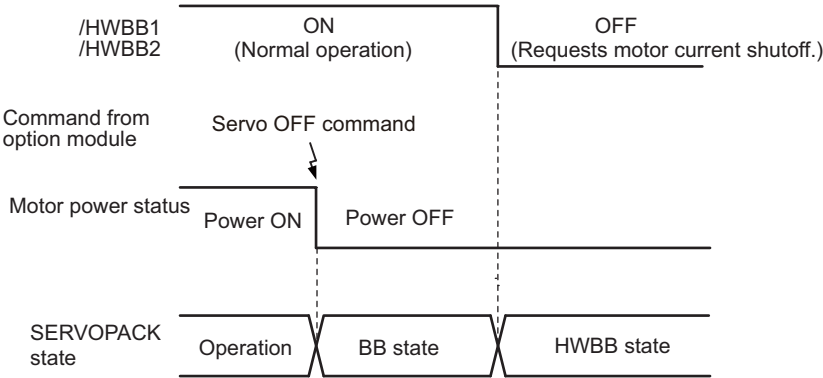 /HWBB1
/HWBB2
ON
(Normal operation)
OFF
(Requests motor current shutoff.)
Command from
option module
Servo OFF command
Motor power status
Power ON
Power OFF
SERVOPACK
state
Operation
BB state
HWBB state